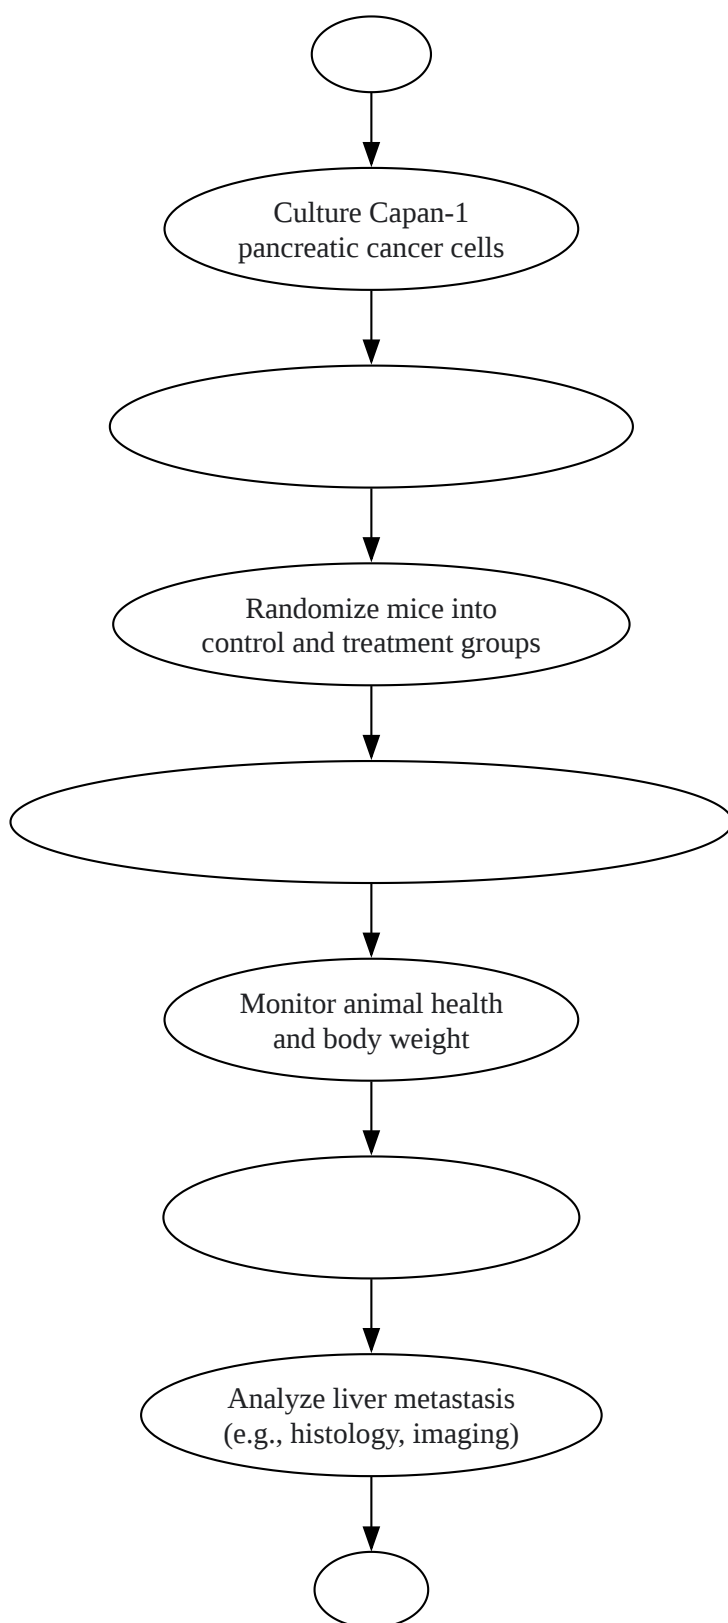 Culture Capan-1
pancreatic cancer cells
Randomize mice into
control and treatment groups
Monitor animal health
and body weight
Analyze liver metastasis
(e.g., histology, imaging)